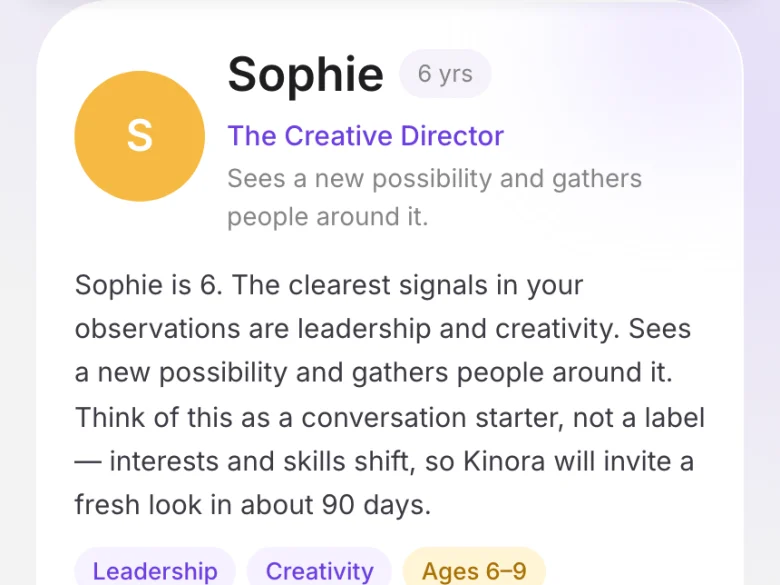 Sophie 6 yrs
S
The Creative Director
Sees a new possibility and gathers
people around it.
Sophie is 6. The clearest signals in your
observations are leadership and creativity. Sees
a new possibility and gathers people around it.
Think of this as a conversation starter, not a label
— interests and skills shift, so Kinora will invite a
fresh look in about 90 days.
Leadership Creativity Ages 6–9